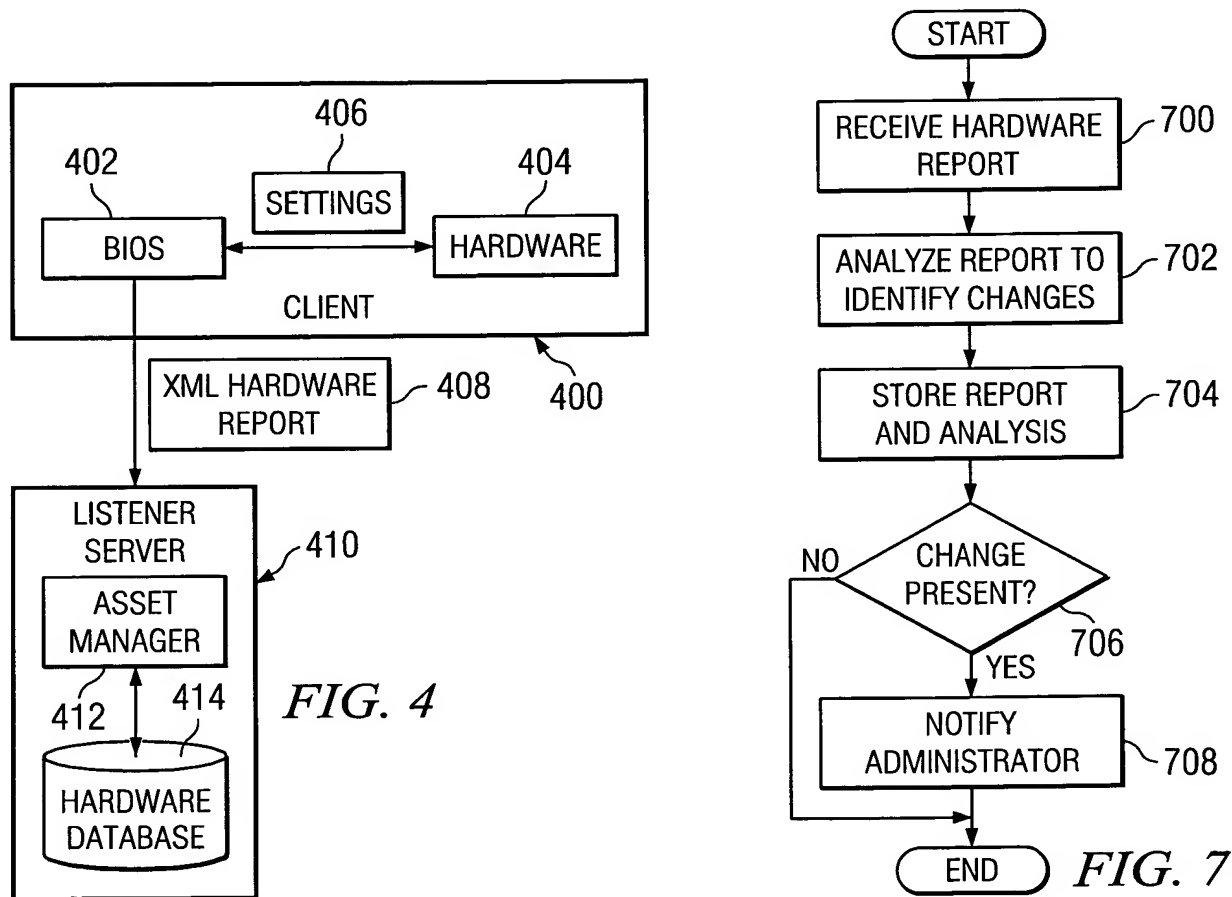 402
406
404
SETTINGS
BIOS
HARDWARE
CLIENT
400
XML HARDWARE
REPORT
408
LISTENER
SERVER
410
ASSET
MANAGER
412
414
HARDWARE
DATABASE
FIG. 4
START
RECEIVE HARDWARE
REPORT
700
ANALYZE REPORT TO
IDENTIFY CHANGES
702
STORE REPORT
AND ANALYSIS
704
NO
CHANGE
PRESENT?
706
YES
NOTIFY
ADMINISTRATOR
708
END
FIG. 7